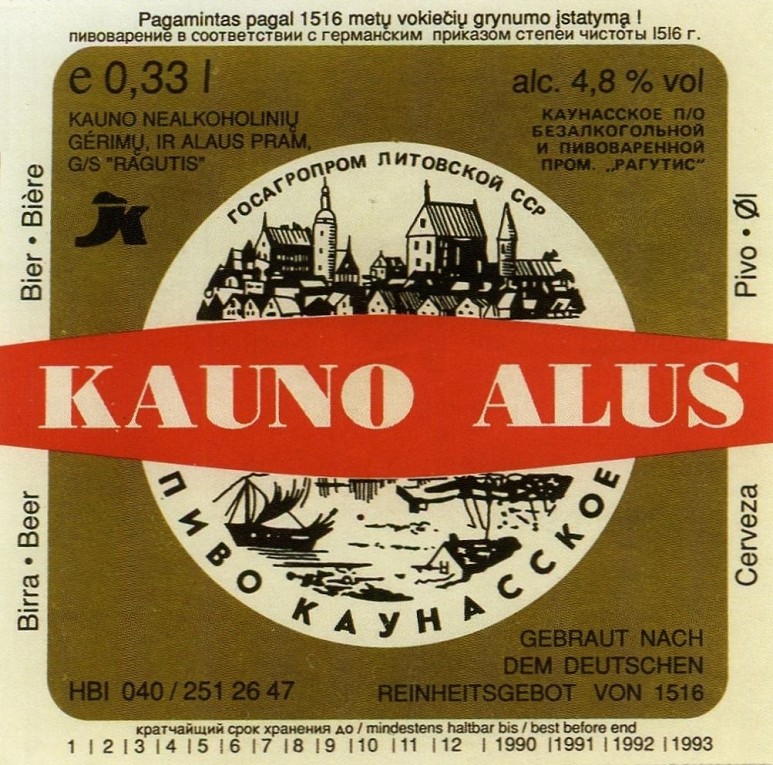 Pagamintas pagal 1516 metų vokiečių grynumo įstatymą !
пивоварение в соответствии с германским приказом степеи чистоты 1516 г.
e 0,33 l
alc. 4,8 % vol
KAUNO NEALKOHOLINIŲ
GĖRIMŲ, IR ALAUS PRAM,
G/S "RAGUTIS"
КАУНАССКОЕ П/О
БЕЗАЛКОГОЛЬНОЙ
И ПИВОВАРЕННОЙ
ПРОМ. „РАГУТИС“
ГОСАГРОПРОМ ЛИТОВСКОЙ ССР
Bier • Bière
Pivo • Øl
KAUNO ALUS
ПИВО КАУНАССКОЕ
Birra • Beer
Cerveza
GEBRAUT NACH
DEM DEUTSCHEN
REINHEITSGEBOT VON 1516
HBI 040 / 251 26 47
кратчайщий срок хранения до / mindestens haltbar bis / best before end
1 | 2 | 3 | 4 | 5 | 6 | 7 | 8 | 9 | 10 | 11 | 12 | 1990 | 1991 | 1992 | 1993